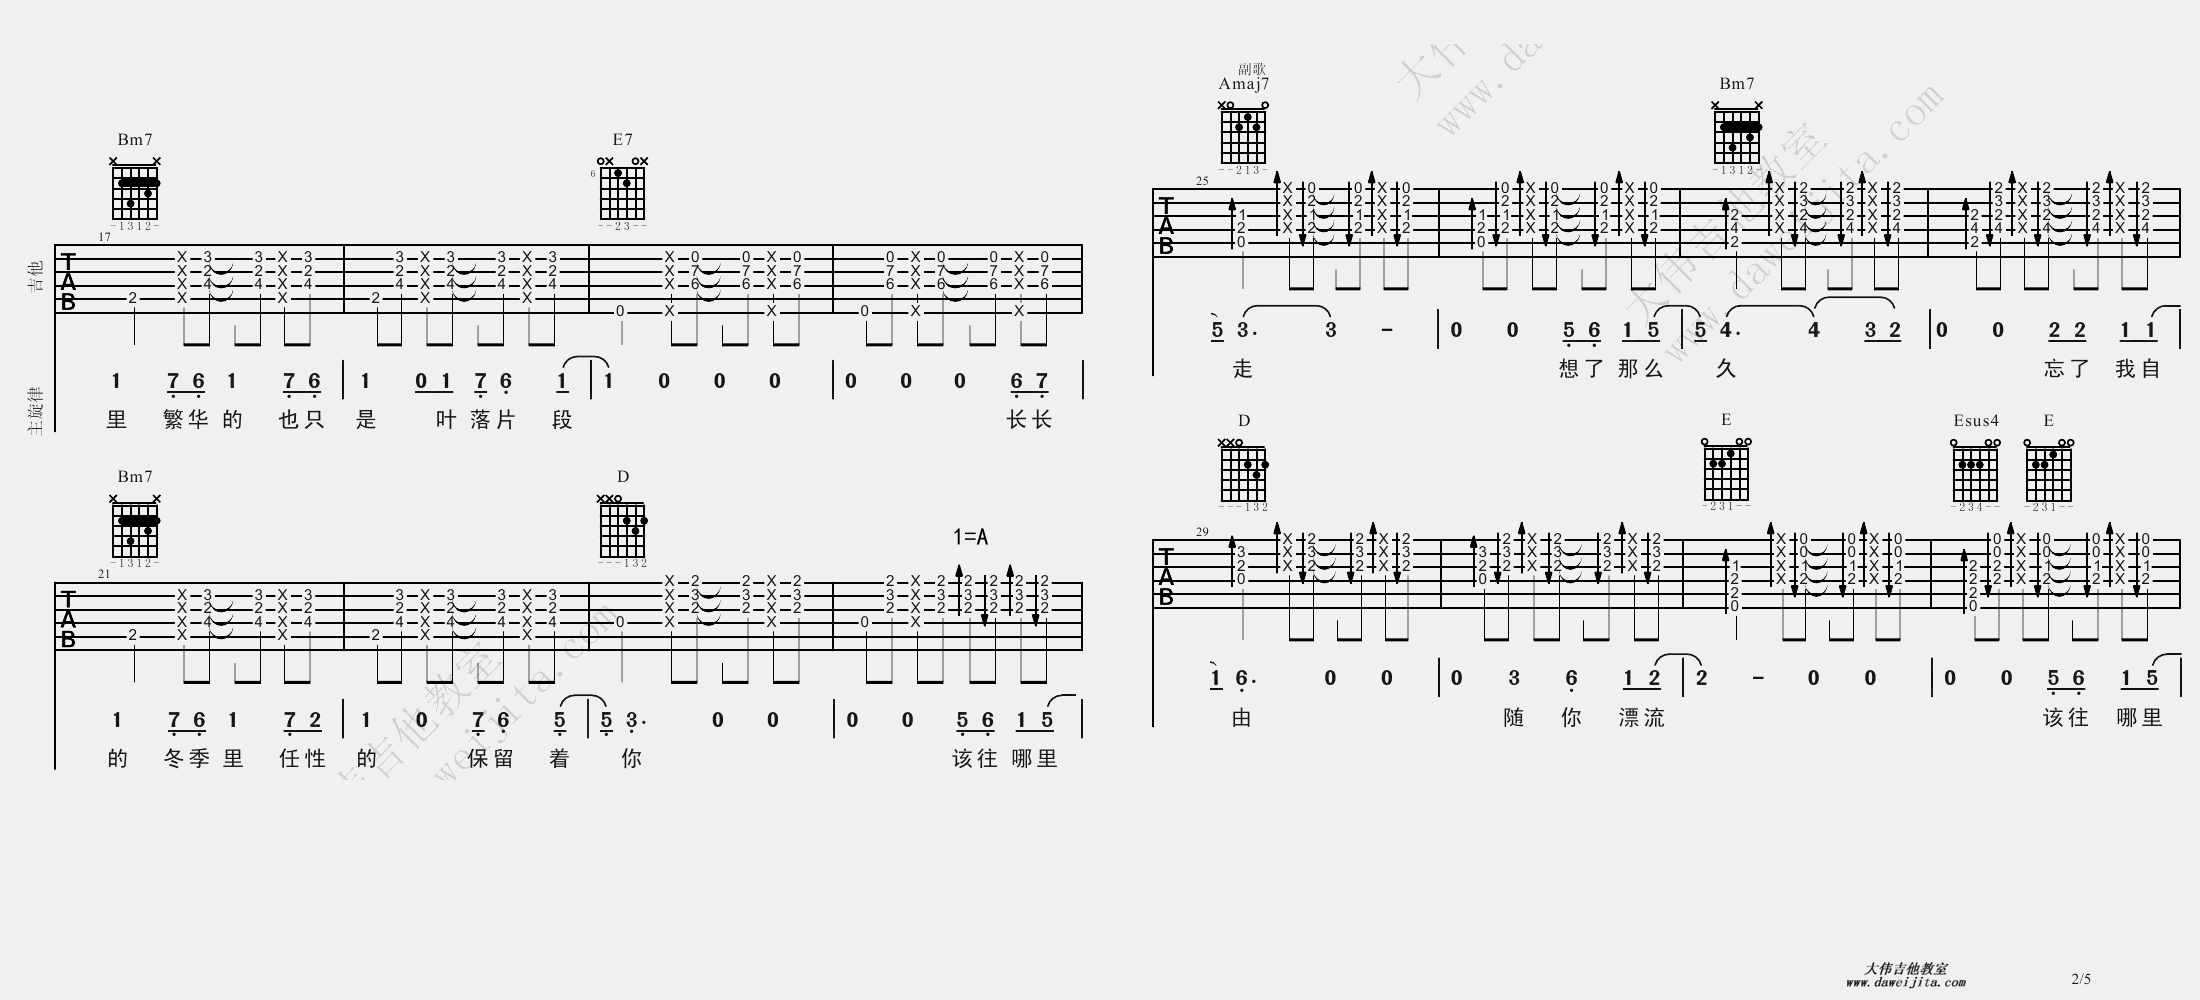 Bm7 E7
6
-1312- --23--
17
吉他
TAB
主旋律
1 7 6 1 7 6 1 0 1 7 6 1 1 0 0 0 0 0 0 6 7
里 繁华 的 也只 是 叶 落片 段 长长
Bm7 D
1=A
-1312- ---132
21
TAB
1 7 6 1 7 2 1 0 7 6 5 5 3. 0 0 0 0 5 6 1 5
的 冬季 里 任性 的 保留 着 你 该往 哪里
副歌
Amaj7 Bm7
--213- -1312-
25
TAB
5 3. 3 - 0 0 5 6 1 5 5 4. 4 3 2 0 0 2 2 1 1
走 想了 那么 久 忘了 我自
D E Esus4 E
---132 -231-- -234-- -231--
29
TAB
1 6. 0 0 0 3 6 1 2 2 - 0 0 0 0 5 6 1 5
由 随 你 漂流 该往 哪里
大伟吉他教室
www.daweijita.com
2/5